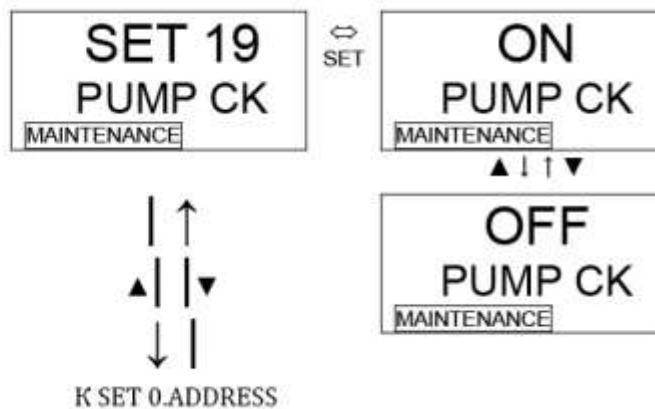 SET 19
PUMP CK
MAINTENANCE
⇔
SET
ON
PUMP CK
MAINTENANCE
▲ ↓ ↑ ▼
OFF
PUMP CK
MAINTENANCE
▲ ▼
К SET 0.ADDRESS